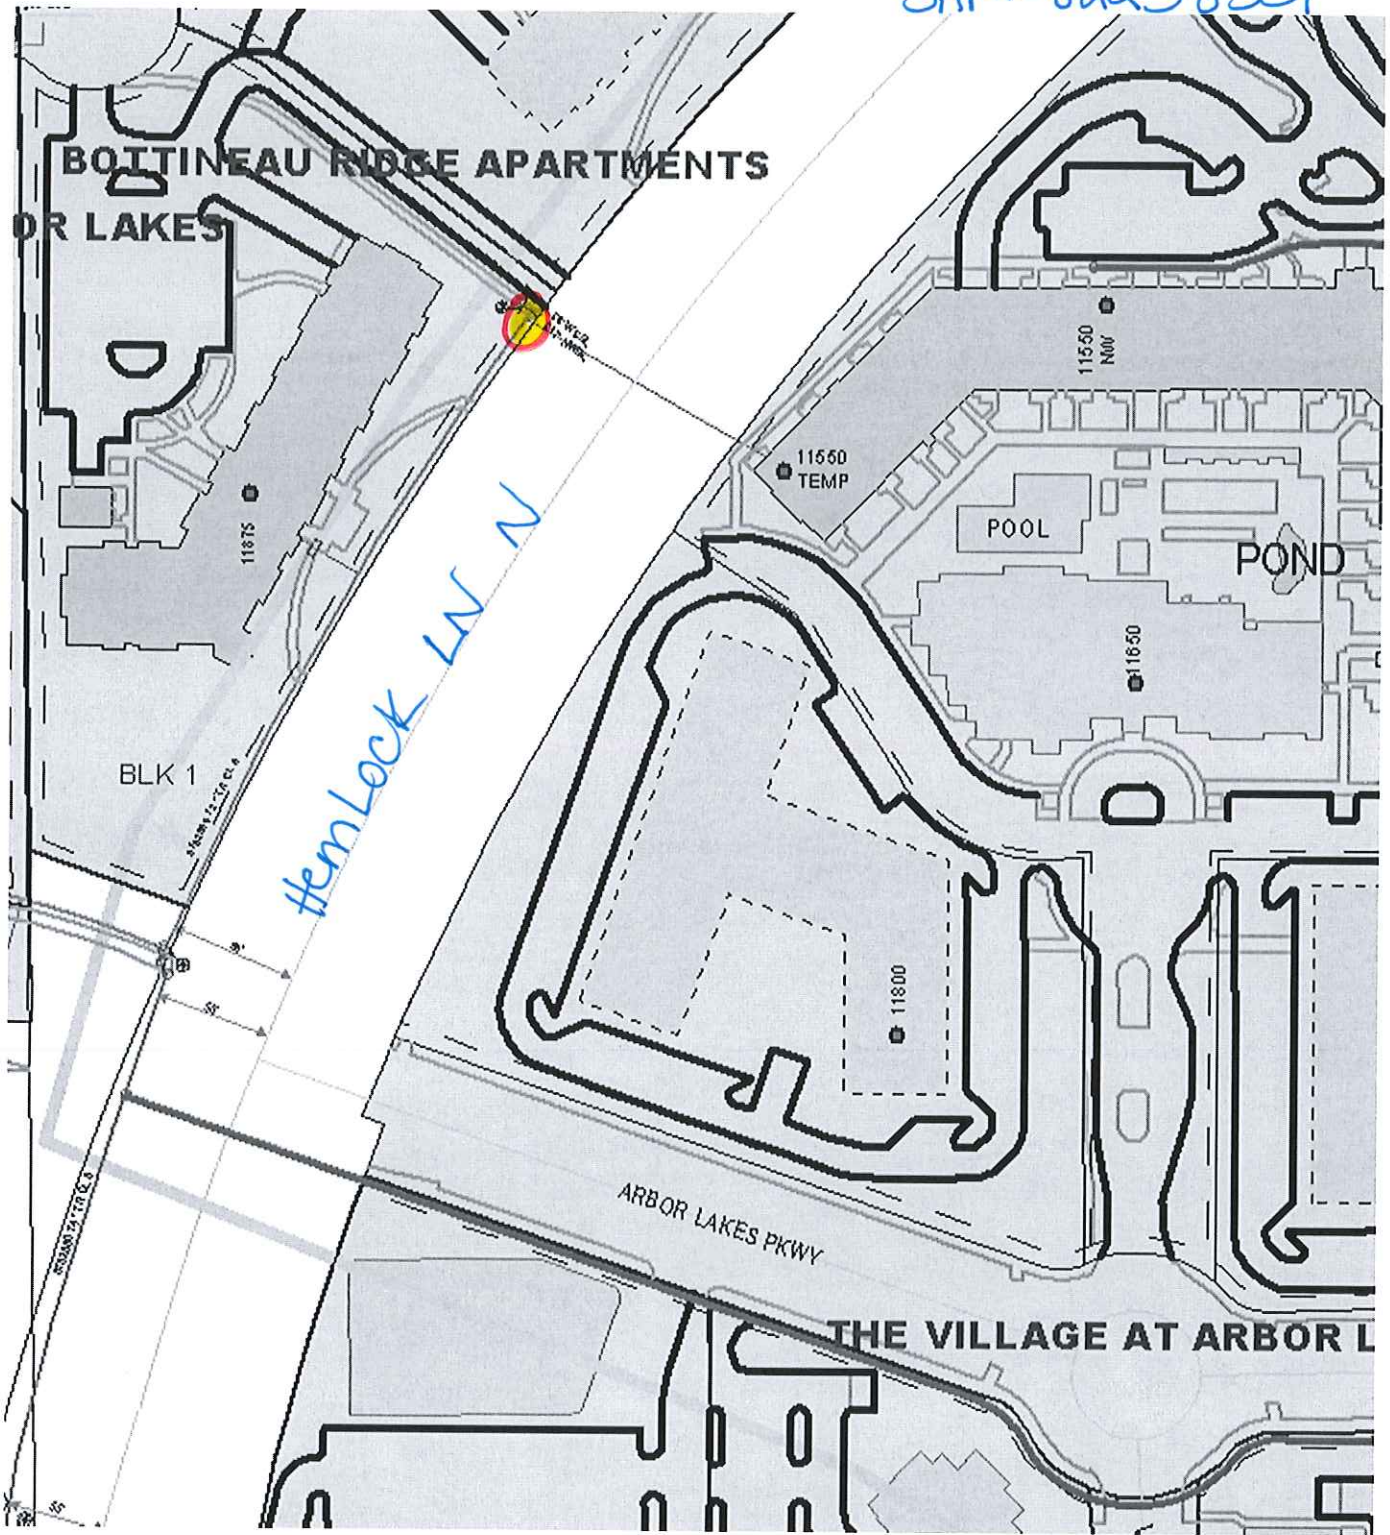 BOTTINEAU RIDGE APARTMENTS
OR LAKES
11550
NW
11550
TEMP
11875
POOL
POND
HemLOCK LN N
11650
BLK 1
11800
ARBOR LAKES PKWY
THE VILLAGE AT ARBOR L